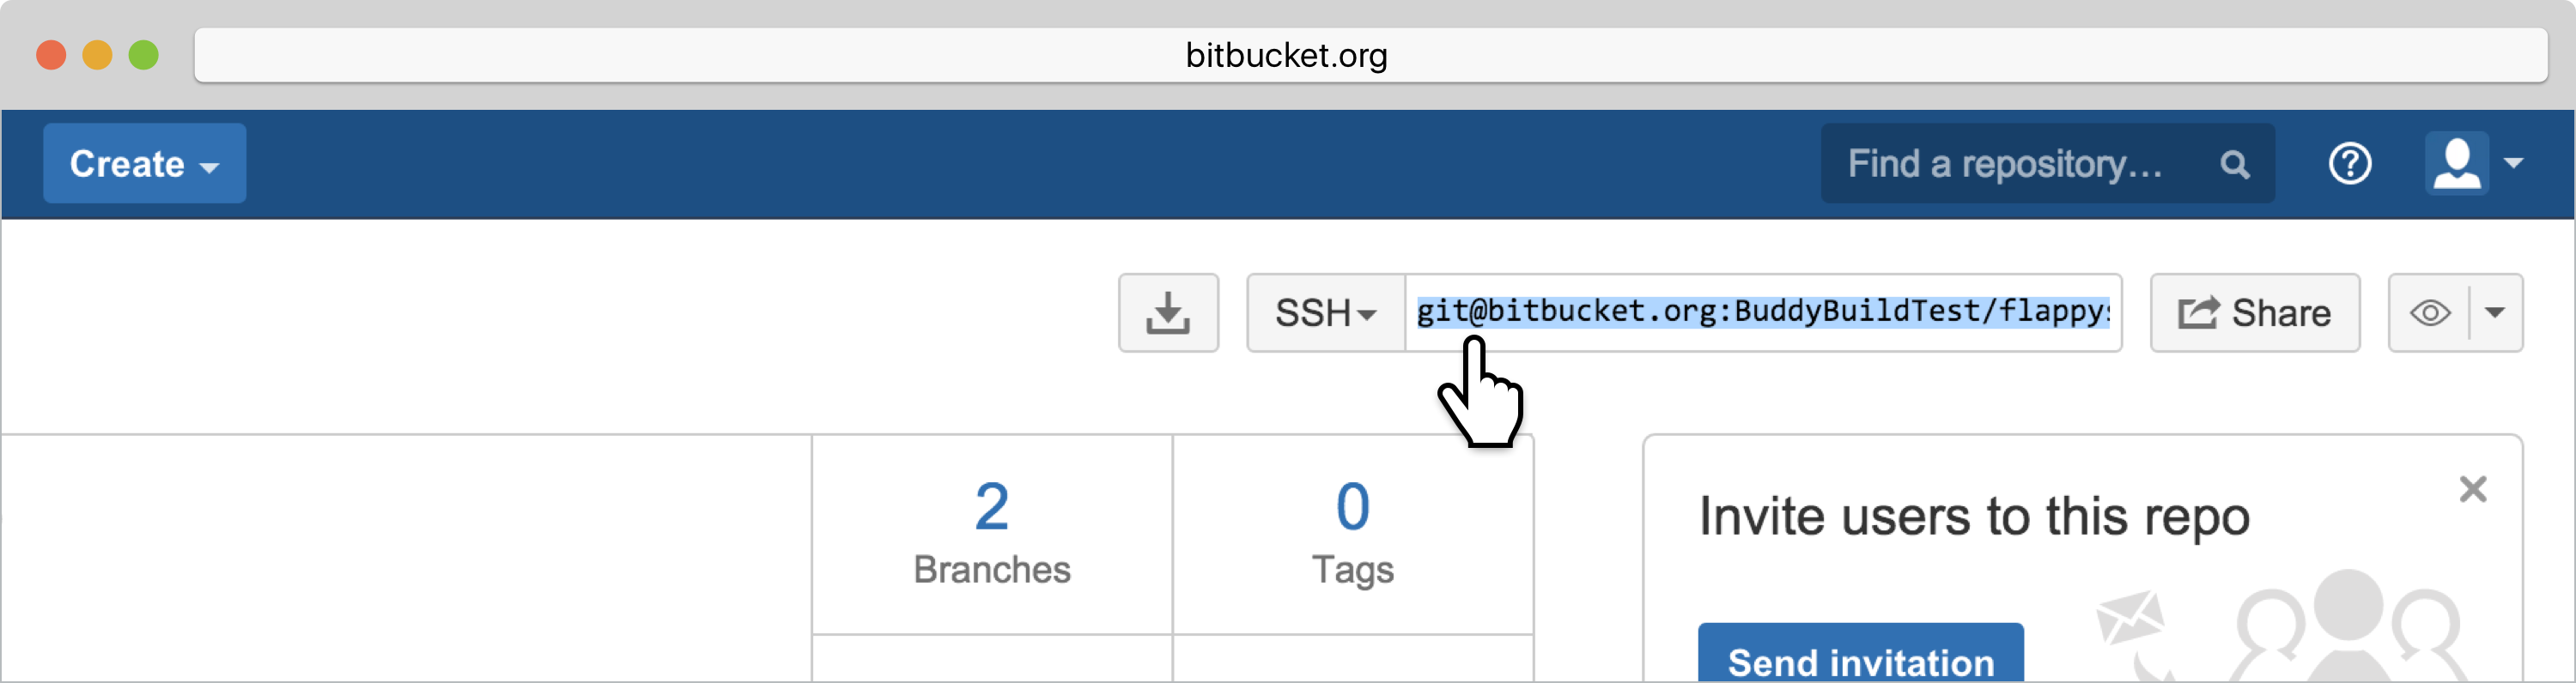 bitbucket.org
Create
Find a repository...
SSH
git@bitbucket.org:BuddyBuildTest/flappy
Share
2
Branches
0
Tags
Invite users to this repo
Send invitation